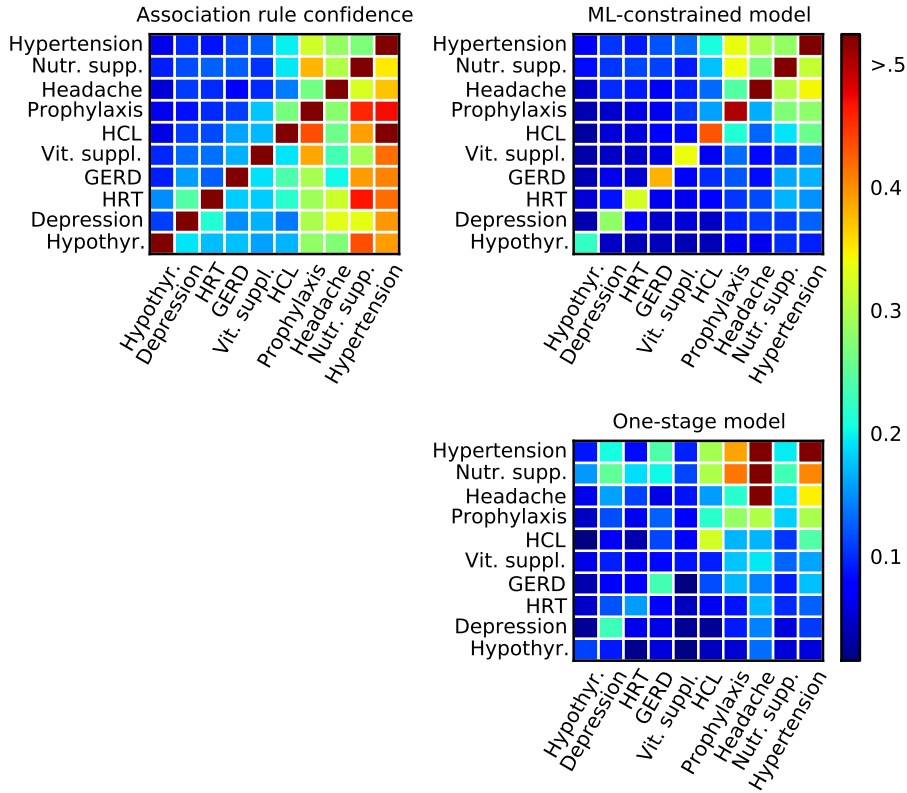 Association rule confidence
Hypertension
Nutr. supp.
Headache
Prophylaxis
HCL
Vit. suppl.
GERD
HRT
Depression
Hypothyr.
Hypothyr.
Depression
HRT
GERD
Vit. suppl.
HCL
Prophylaxis
Headache
Nutr. supp.
Hypertension
ML-constrained model
Hypertension
Nutr. supp.
Headache
Prophylaxis
HCL
Vit. suppl.
GERD
HRT
Depression
Hypothyr.
Hypothyr.
Depression
HRT
GERD
Vit. suppl.
HCL
Prophylaxis
Headache
Nutr. supp.
Hypertension
One-stage model
Hypertension
Nutr. supp.
Headache
Prophylaxis
HCL
Vit. suppl.
GERD
HRT
Depression
Hypothyr.
Hypothyr.
Depression
HRT
GERD
Vit. suppl.
HCL
Prophylaxis
Headache
Nutr. supp.
Hypertension
>.5
0.4
0.3
0.2
0.1